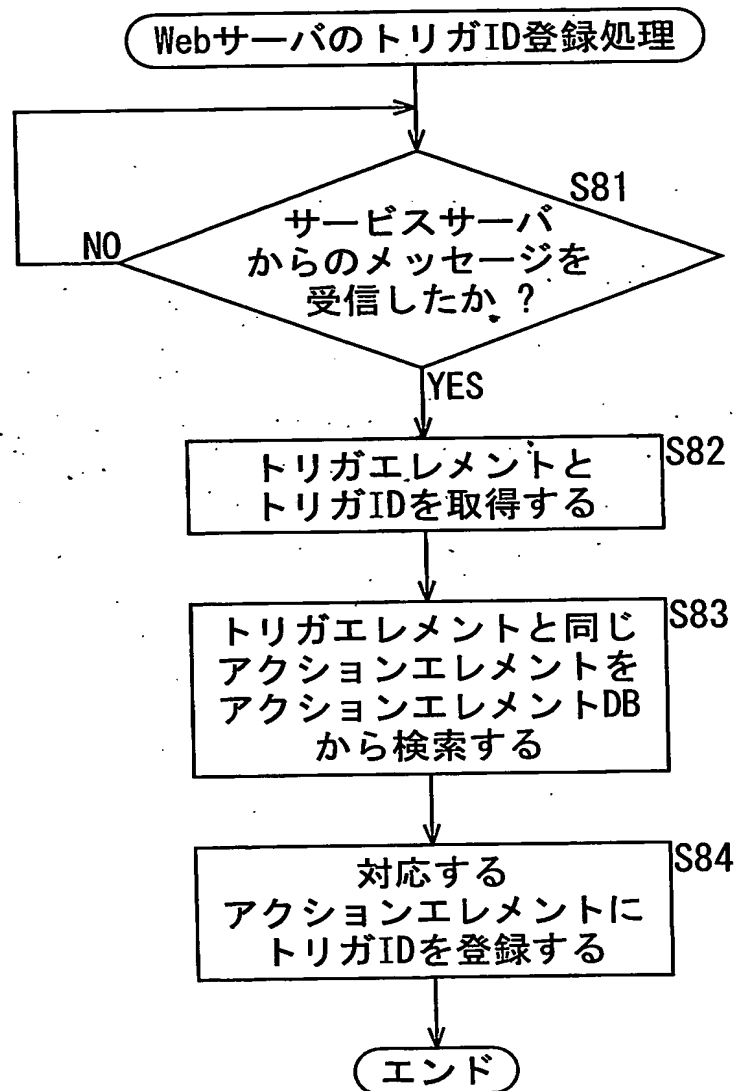 WebサーバのトリガID登録処理
S81
サービスサーバ
からのメッセージを
受信したか？
NO
YES
S82
トリガエレメントと
トリガIDを取得する
S83
トリガエレメントと同じ
アクションエレメントを
アクションエレメントDB
から検索する
S84
対応する
アクションエレメントに
トリガIDを登録する
エンド